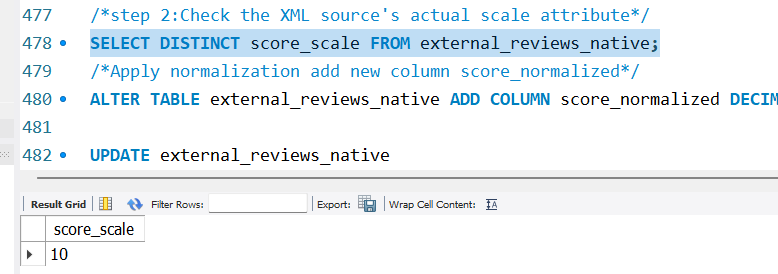 477 /*step 2:Check the XML source's actual scale attribute*/
478 SELECT DISTINCT score_scale FROM external_reviews_native;
479 /*Apply normalization add new column score_normalized*/
480 ALTER TABLE external_reviews_native ADD COLUMN score_normalized DECIM
481
482 UPDATE external_reviews_native
Result Grid Filter Rows: Export: Wrap Cell Content: IA
score_scale
10